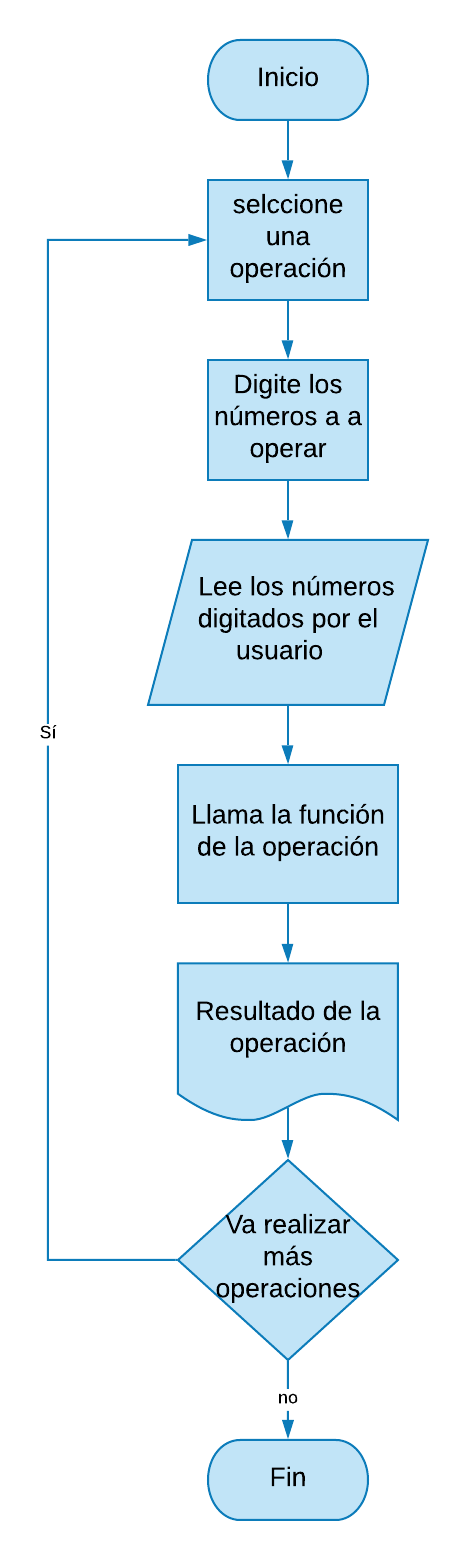 Inicio
selccione
una
operación
Digite los
números a a
operar
Lee los números
digitados por el
usuario
Sí
Llama la función
de la operación
Resultado de la
operación
Va realizar
más
operaciones
no
Fin